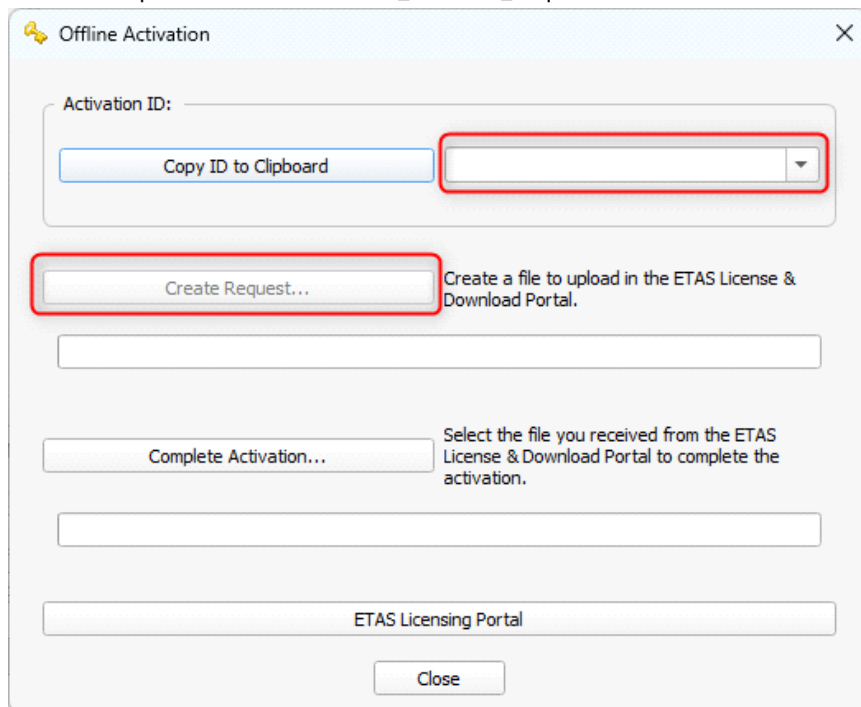 Offline Activation
Activation ID:
Copy ID to Clipboard
Create Request...
Create a file to upload in the ETAS License &
Download Portal.
Complete Activation...
Select the file you received from the ETAS
License & Download Portal to complete the
activation.
ETAS Licensing Portal
Close